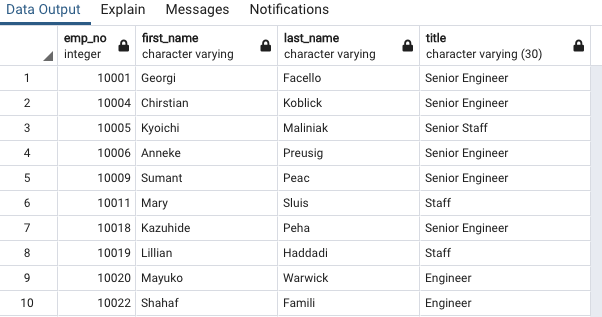 Data Output Explain Messages Notifications
emp_no first_name last_name title
integer character varying character varying character varying (30)
1 10001 Georgi Facello Senior Engineer
2 10004 Chirstian Koblick Senior Engineer
3 10005 Kyoichi Maliniak Senior Staff
4 10006 Anneke Preusig Senior Engineer
5 10009 Sumant Peac Senior Engineer
6 10011 Mary Sluis Staff
7 10018 Kazuhide Peha Senior Engineer
8 10019 Lillian Haddadi Staff
9 10020 Mayuko Warwick Engineer
10 10022 Shahaf Famili Engineer